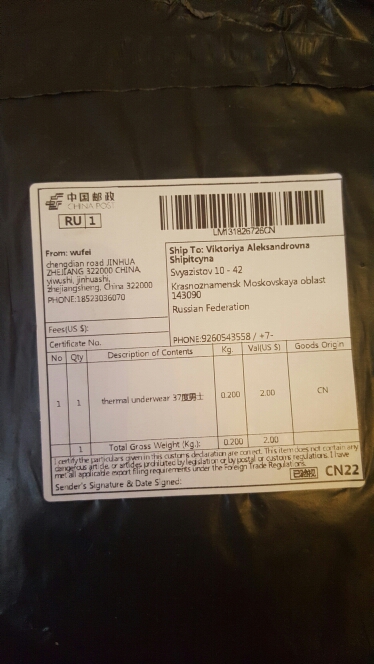 中国邮政
CHINA POST
RU 1
LM131826726CN
From: wufei
chengdian road JINHUA
ZHEJIANG 322000 CHINA
yiwushi, jinhuashi,
zhejiangsheng, China 322000
PHONE:18523036070
Ship To: Viktoriya Aleksandrovna
Shipitcyna
Svyazistov 10 - 42
Krasnoznamensk Moskovskaya oblast
143090
Russian Federation
PHONE:9260543558 / +7-
Fees(US $):
Certificate No.
No Qty Description of Contents Kg. Val(US $) Goods Origin
1 1 thermal underwear 37度男士 0.200 2.00 CN
1 Total Gross Weight (Kg.): 0.200 2.00
I certify the particulars given in this customs declaration are correct. This item does not contain any
dangerous article, or articles prohibited by legislation or by postal or customs regulations. I have
met all applicable export filing requirements under the Foreign Trade Regulations.
Sender's Signature & Date Signed: 已验视 CN22